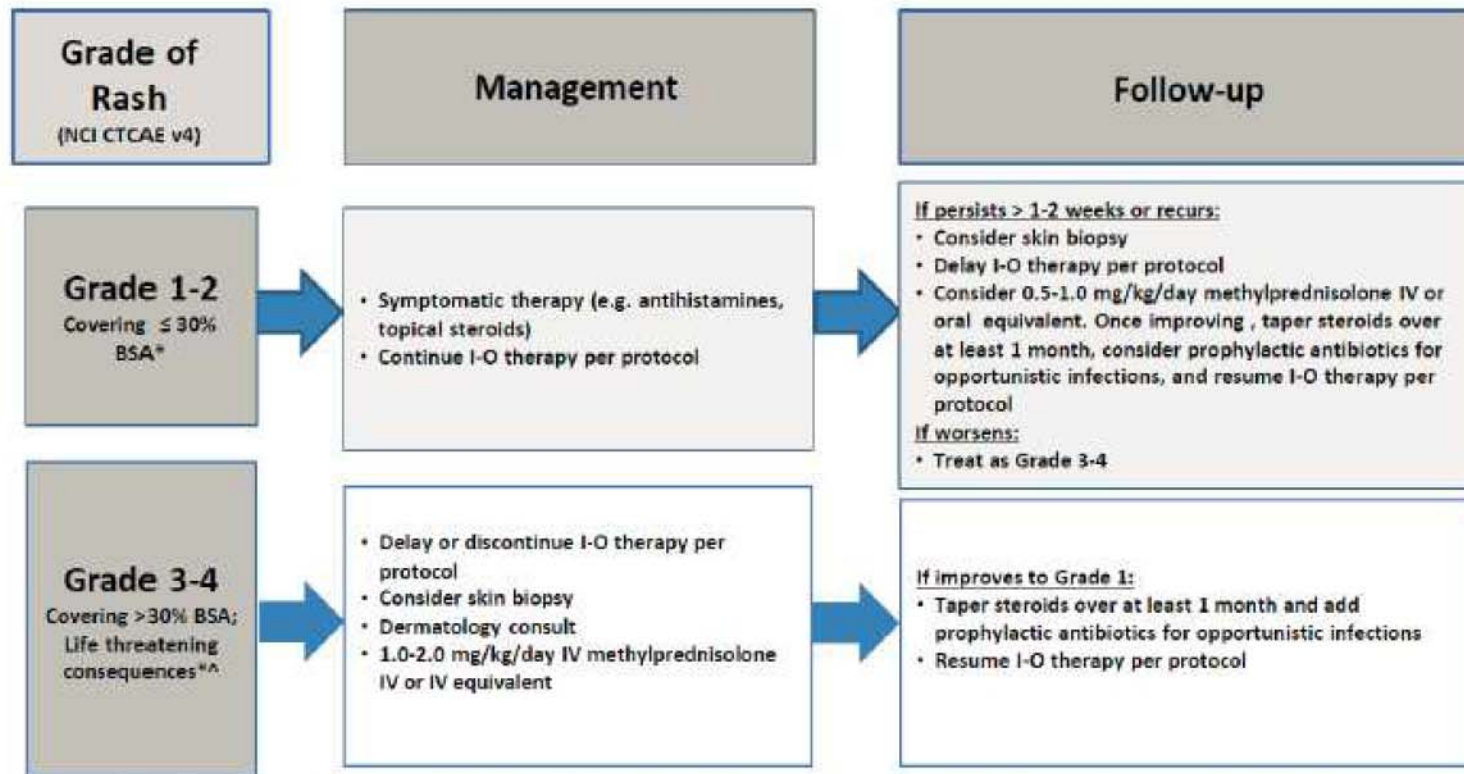 Grade of
Rash
(NCI CTCAE v4)
Management
Follow-up
Grade 1-2
Covering ≤ 30%
BSA*
• Symptomatic therapy (e.g. antihistamines,
topical steroids)
• Continue I-O therapy per protocol
If persists > 1-2 weeks or recurs:
• Consider skin biopsy
• Delay I-O therapy per protocol
• Consider 0.5-1.0 mg/kg/day methylprednisolone IV or
oral equivalent. Once improving , taper steroids over
at least 1 month, consider prophylactic antibiotics for
opportunistic infections, and resume I-O therapy per
protocol
If worsens:
• Treat as Grade 3-4
Grade 3-4
Covering >30% BSA;
Life threatening
consequences*^
• Delay or discontinue I-O therapy per
protocol
• Consider skin biopsy
• Dermatology consult
• 1.0-2.0 mg/kg/day IV methylprednisolone
IV or IV equivalent
If improves to Grade 1:
• Taper steroids over at least 1 month and add
prophylactic antibiotics for opportunistic infections
• Resume I-O therapy per protocol